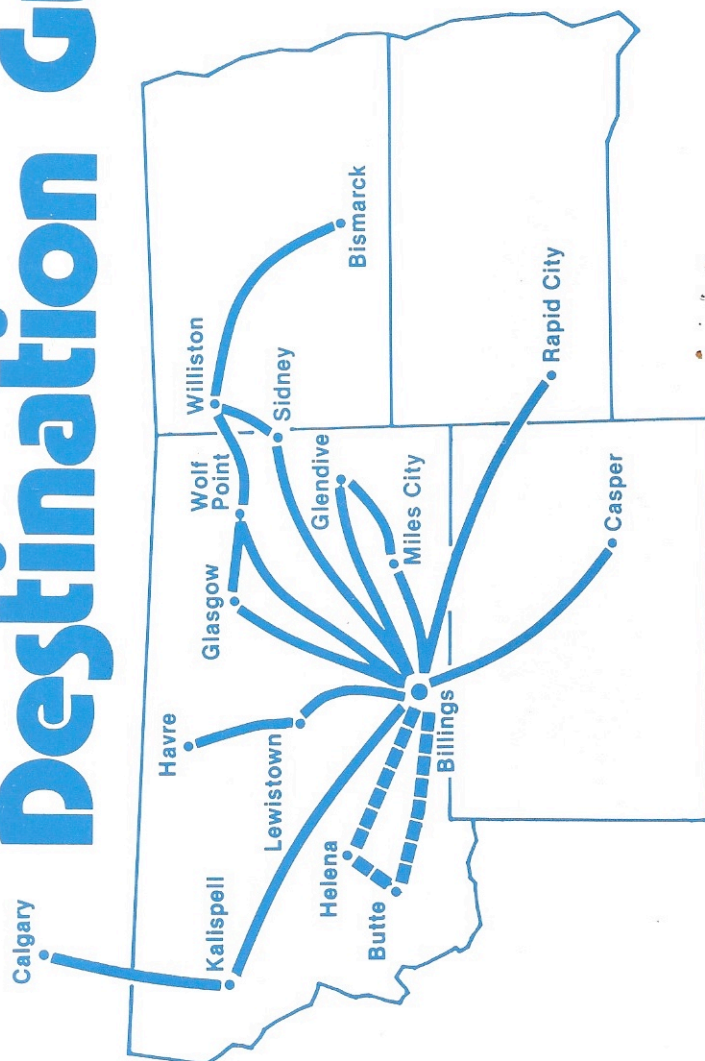 Destination G
Calgary
Kalispell
Havre
Lewistown
Helena
Butte
Billings
Glasgow
Wolf
Point
Williston
Sidney
Glendive
Miles City
Bismarck
Rapid City
Casper